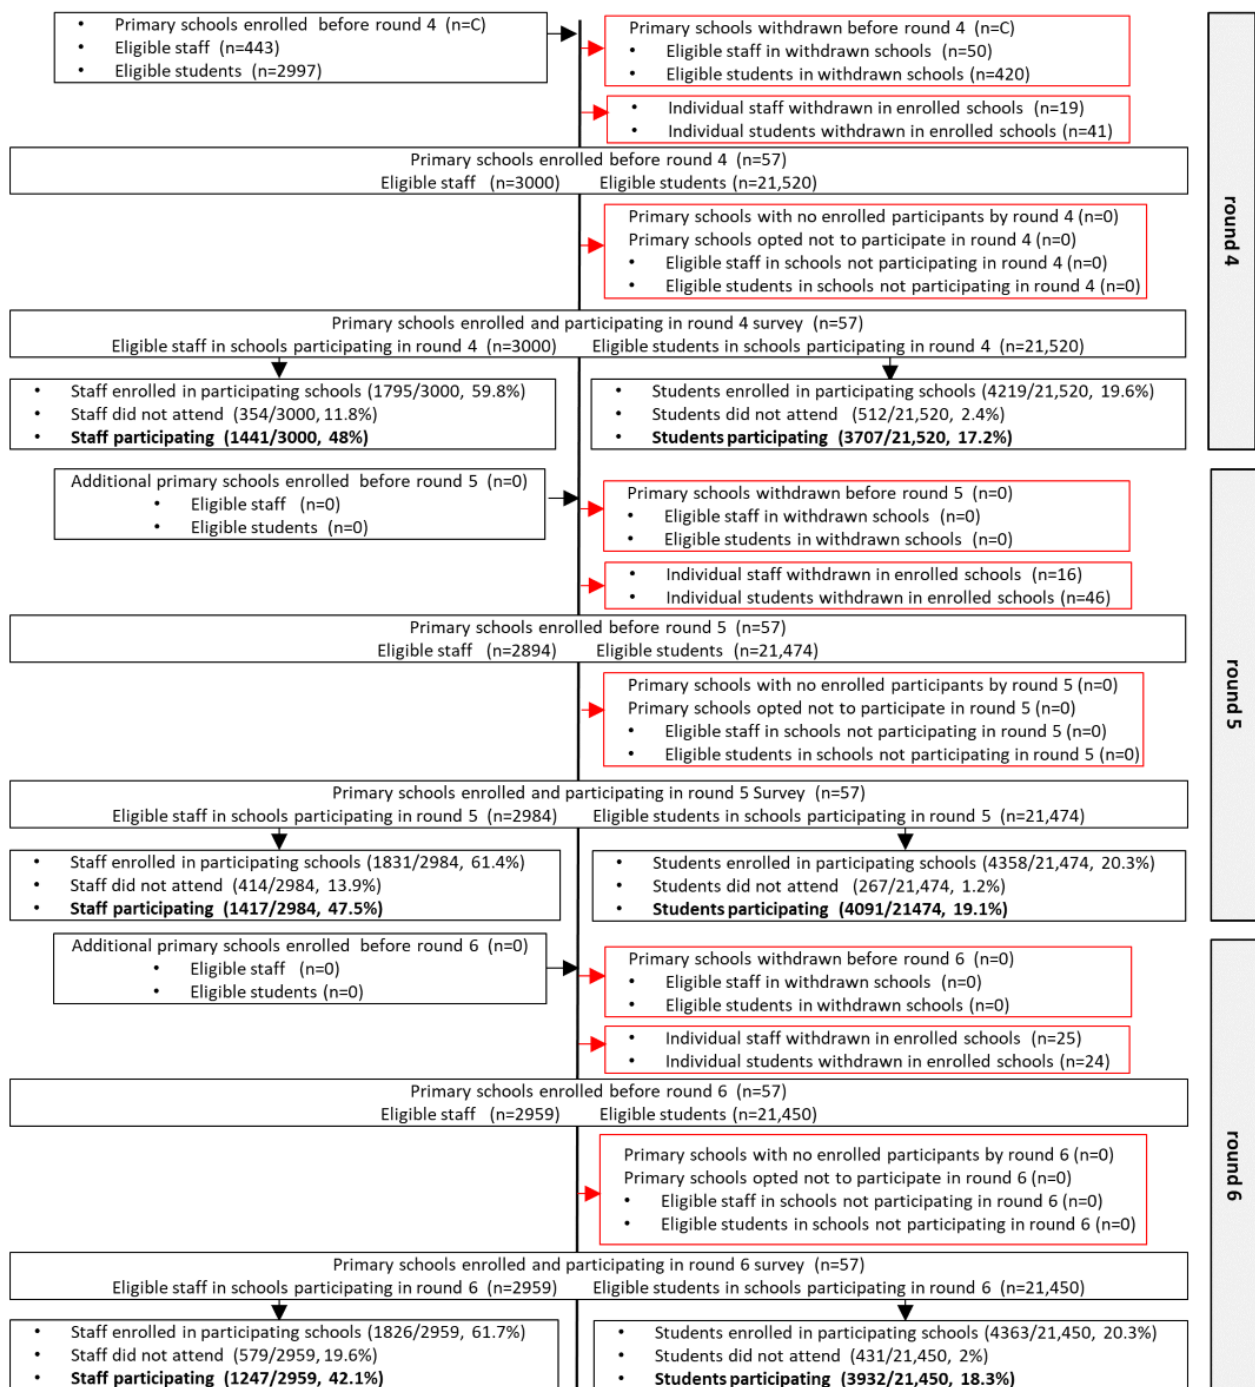 • Primary schools enrolled before round 4 (n=C)
• Eligible staff (n=443)
• Eligible students (n=2997)
Primary schools withdrawn before round 4 (n=C)
• Eligible staff in withdrawn schools (n=50)
• Eligible students in withdrawn schools (n=420)
• Individual staff withdrawn in enrolled schools (n=19)
• Individual students withdrawn in enrolled schools (n=41)
Primary schools enrolled before round 4 (n=57)
Eligible staff (n=3000) Eligible students (n=21,520)
Primary schools with no enrolled participants by round 4 (n=0)
Primary schools opted not to participate in round 4 (n=0)
• Eligible staff in schools not participating in round 4 (n=0)
• Eligible students in schools not participating in round 4 (n=0)
Primary schools enrolled and participating in round 4 survey (n=57)
Eligible staff in schools participating in round 4 (n=3000) Eligible students in schools participating in round 4 (n=21,520)
• Staff enrolled in participating schools (1795/3000, 59.8%)
• Staff did not attend (354/3000, 11.8%)
• Staff participating (1441/3000, 48%)
• Students enrolled in participating schools (4219/21,520, 19.6%)
• Students did not attend (512/21,520, 2.4%)
• Students participating (3707/21,520, 17.2%)
round 4
Additional primary schools enrolled before round 5 (n=0)
• Eligible staff (n=0)
• Eligible students (n=0)
Primary schools withdrawn before round 5 (n=0)
• Eligible staff in withdrawn schools (n=0)
• Eligible students in withdrawn schools (n=0)
• Individual staff withdrawn in enrolled schools (n=16)
• Individual students withdrawn in enrolled schools (n=46)
Primary schools enrolled before round 5 (n=57)
Eligible staff (n=2894) Eligible students (n=21,474)
Primary schools with no enrolled participants by round 5 (n=0)
Primary schools opted not to participate in round 5 (n=0)
• Eligible staff in schools not participating in round 5 (n=0)
• Eligible students in schools not participating in round 5 (n=0)
Primary schools enrolled and participating in round 5 Survey (n=57)
Eligible staff in schools participating in round 5 (n=2984) Eligible students in schools participating in round 5 (n=21,474)
• Staff enrolled in participating schools (1831/2984, 61.4%)
• Staff did not attend (414/2984, 13.9%)
• Staff participating (1417/2984, 47.5%)
• Students enrolled in participating schools (4358/21,474, 20.3%)
• Students did not attend (267/21,474, 1.2%)
• Students participating (4091/21474, 19.1%)
round 5
Additional primary schools enrolled before round 6 (n=0)
• Eligible staff (n=0)
• Eligible students (n=0)
Primary schools withdrawn before round 6 (n=0)
• Eligible staff in withdrawn schools (n=0)
• Eligible students in withdrawn schools (n=0)
• Individual staff withdrawn in enrolled schools (n=25)
• Individual students withdrawn in enrolled schools (n=24)
Primary schools enrolled before round 6 (n=57)
Eligible staff (n=2959) Eligible students (n=21,450)
Primary schools with no enrolled participants by round 6 (n=0)
Primary schools opted not to participate in round 6 (n=0)
• Eligible staff in schools not participating in round 6 (n=0)
• Eligible students in schools not participating in round 6 (n=0)
Primary schools enrolled and participating in round 6 survey (n=57)
Eligible staff in schools participating in round 6 (n=2959) Eligible students in schools participating in round 6 (n=21,450)
• Staff enrolled in participating schools (1826/2959, 61.7%)
• Staff did not attend (579/2959, 19.6%)
• Staff participating (1247/2959, 42.1%)
• Students enrolled in participating schools (4363/21,450, 20.3%)
• Students did not attend (431/21,450, 2%)
• Students participating (3932/21,450, 18.3%)
round 6